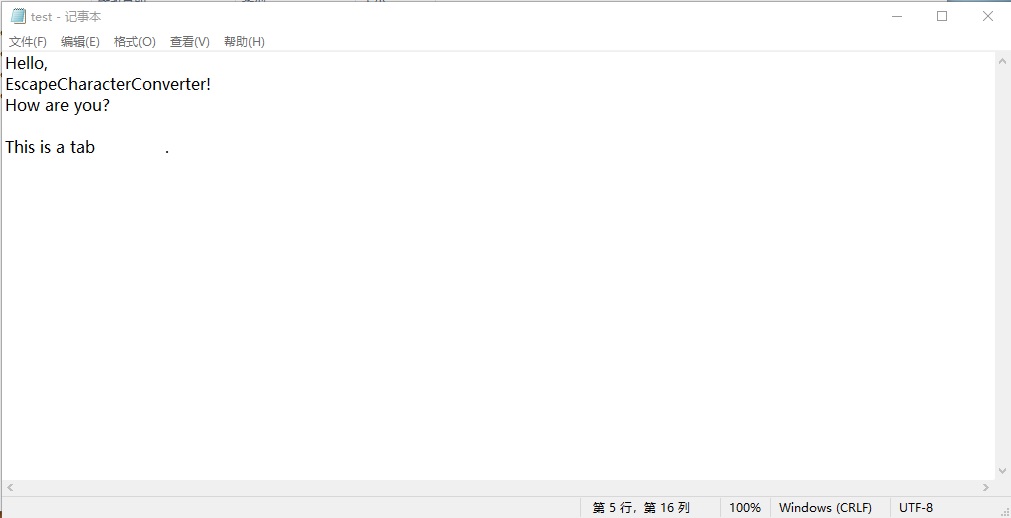 test - 记事本
文件(F) 编辑(E) 格式(O) 查看(V) 帮助(H)
Hello,
EscapeCharacterConverter!
How are you?
This is a tab	.
第 5 行，第 16 列 100% Windows (CRLF) UTF-8